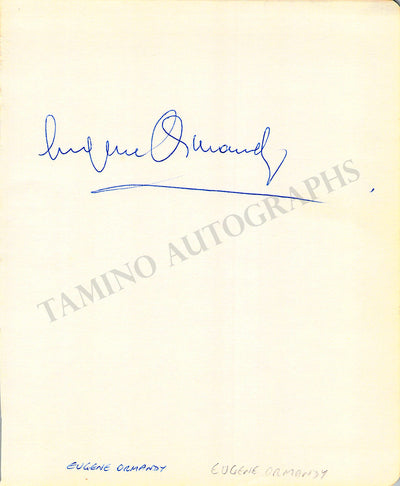 Eugene Ormandy
TAMINO AUTOGRAPHS
EUGENE ORMANDY EUGENE ORMANDY